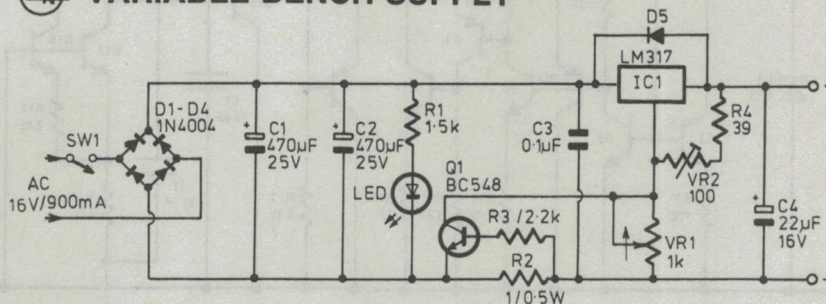 VARIABLE BENCH SUPPLY
D5
LM317
IC1
D1-D4
1N4004
SW1
AC
16V/900mA
+
C1
470µF
25V
+
C2
470µF
25V
R1
1·5k
LED
C3
0·1µF
Q1
BC548
R3/2·2k
R2
1/0·5W
R4
39
VR2
100
VR1
1k
+
C4
22µF
16V